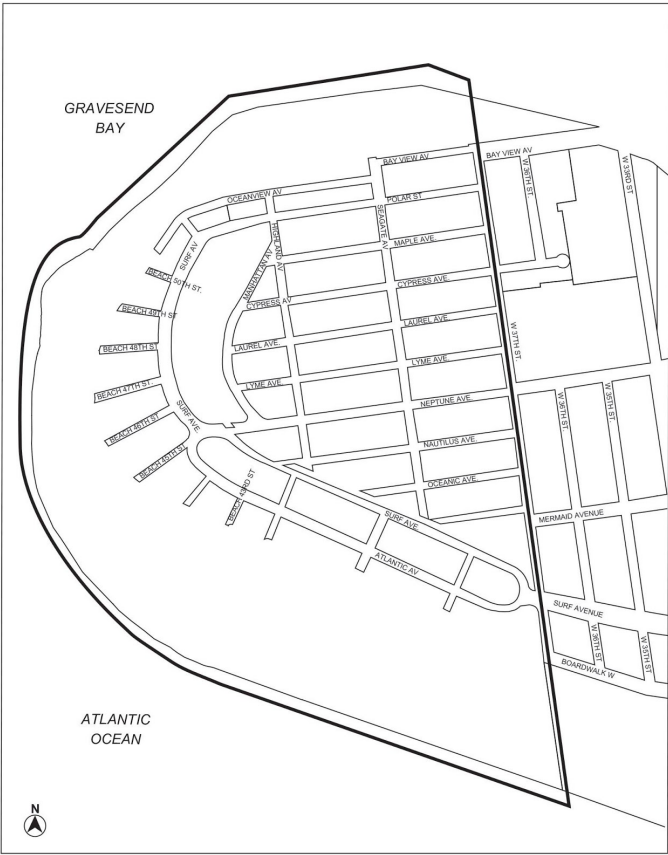 GRAVESEND
BAY
BAY VIEW AV
BAY VIEW AV
W 36TH ST.
W 33RD ST
OCEANVIEW AV
POLAR ST
SEAGATE AV
HIGHLAND AV
MAPLE AVE.
SURF AV
MANHATTAN AV
BEACH 50TH ST.
CYPRESS AVE.
CYPRESS AV
BEACH 49TH ST
LAUREL AVE.
W 37TH ST.
LAUREL AVE.
BEACH 48TH ST
LYME AVE.
LYME AVE.
BEACH 47TH ST.
NEPTUNE AVE.
W 36TH ST.
W 35TH ST.
SURF AVE.
BEACH 46TH ST
NAUTILUS AVE.
BEACH 45TH ST
OCEANIC AVE.
BEACH 43RD ST
SURF AVE.
MERMAID AVENUE
ATLANTIC AV
SURF AVENUE
W 36TH ST
W 35TH ST
BOARDWALK W
ATLANTIC
OCEAN
N